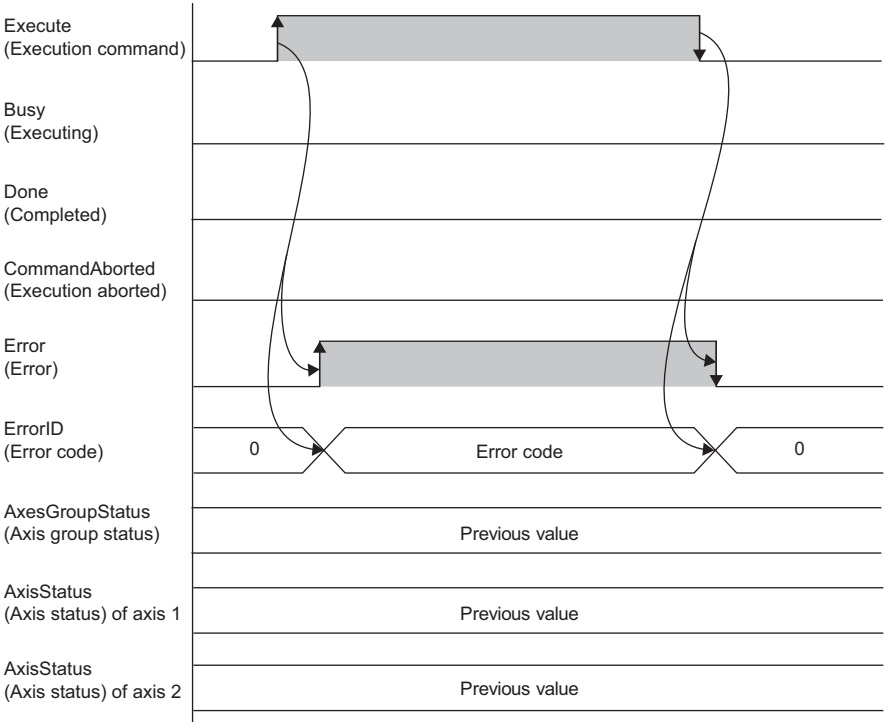 Execute
(Execution command)
Busy
(Executing)
Done
(Completed)
CommandAborted
(Execution aborted)
Error
(Error)
ErrorID
(Error code)
0
Error code
0
AxesGroupStatus
(Axis group status)
Previous value
AxisStatus
(Axis status) of axis 1
Previous value
AxisStatus
(Axis status) of axis 2
Previous value